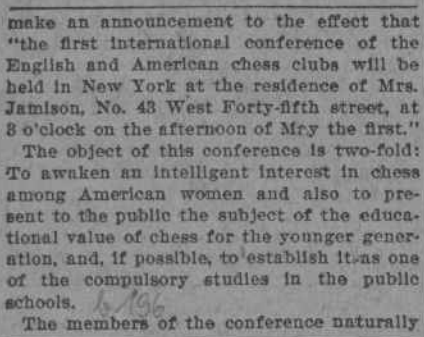 make an announcement to the effect that
"the first international conference of the
English and American chess clubs will be
held in New York at the residence of Mrs.
Jamison, No. 43 West Forty-fifth street, at
3 o'clock on the afternoon of Mry the first."
The object of this conference is two-fold:
To awaken an intelligent interest in chess
among American women and also to pre-
sent to the public the subject of the educa-
tional value of chess for the younger gener-
ation, and, if possible, to establish it as one
of the compulsory studies in the public
schools.
b 196
The members of the conference naturally